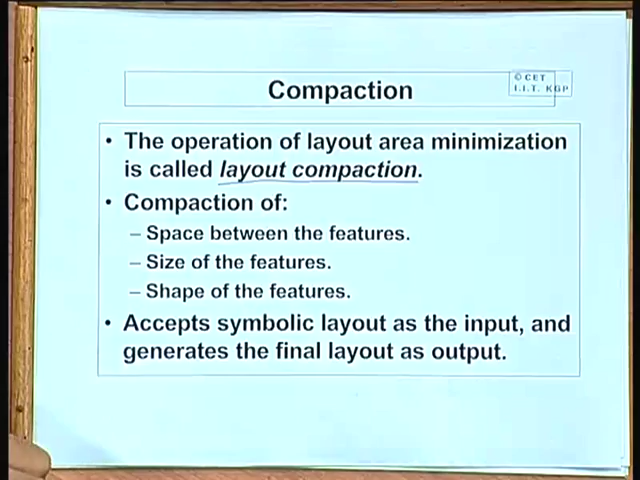 Compaction
© CET
I.I.T. KGP
• The operation of layout area minimization
is called layout compaction.
• Compaction of:
– Space between the features.
– Size of the features.
– Shape of the features.
• Accepts symbolic layout as the input, and
generates the final layout as output.